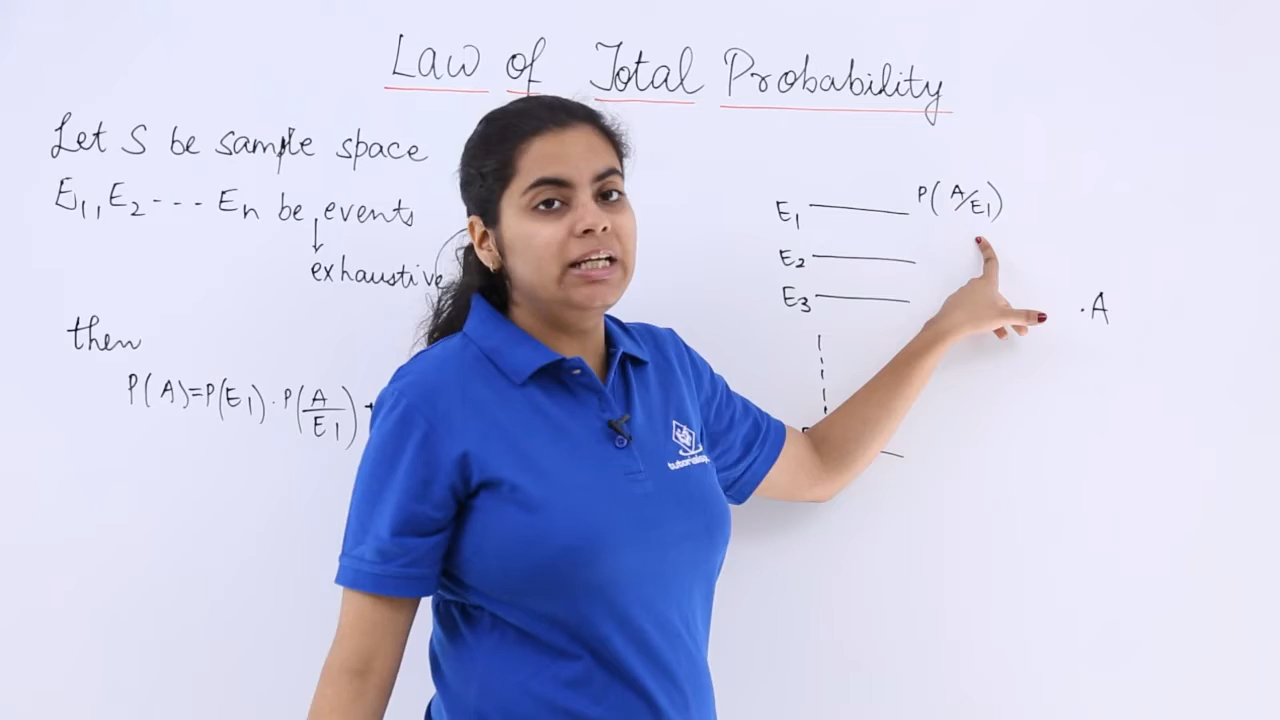 Law of Total Probability
Let S be sample space
E1, E2 --- En be, events
exhaustive
then
P(A)=P(E1)·P(A/E1)+
E1
P(A/E1)
E2
E3
·A